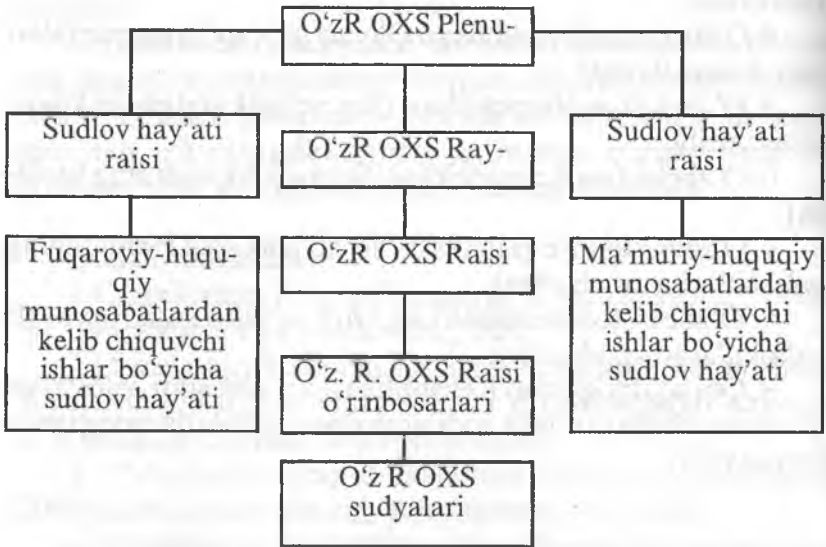 O‘zR OXS Plenu-
Sudlov hay’ati
raisi
O‘zR OXS Ray-
Sudlov hay’ati
raisi
Fuqaroviy-huqu-
qiy
munosabatlardan
kelib chiquvchi
ishlar bo‘yicha
sudlov hay’ati
O‘zR OXS Raisi
Ma’muriy-huquqiy
munosabatlardan
kelib chiquvchi
ishlar bo‘yicha
sudlov hay’ati
O‘z. R OXS Raisi
o‘rinbosarlari
O‘z R OXS
sudyalari